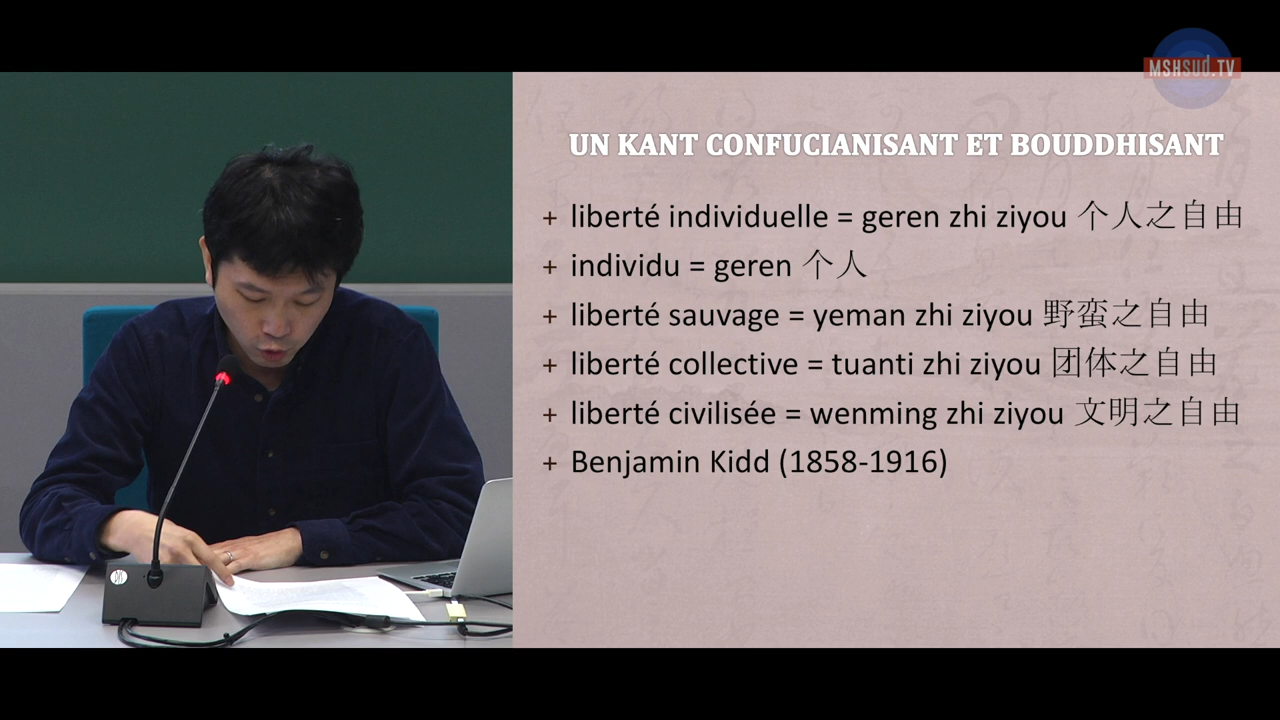 MSHsud.TV
UN KANT CONFUCIANISANT ET BOUDDHISANT
+ liberté individuelle = geren zhi ziyou 个人之自由
+ individu = geren 个人
+ liberté sauvage = yeman zhi ziyou 野蛮之自由
+ liberté collective = tuanti zhi ziyou 团体之自由
+ liberté civilisée = wenming zhi ziyou 文明之自由
+ Benjamin Kidd (1858-1916)